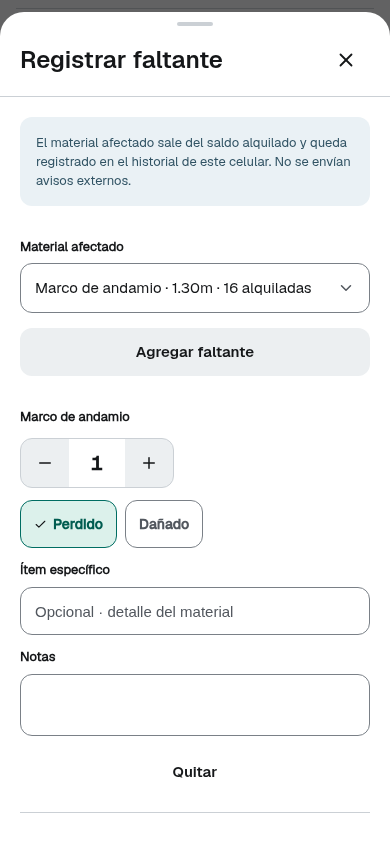 Registrar faltante
El material afectado sale del saldo alquilado y queda
registrado en el historial de este celular. No se envían
avisos externos.
Material afectado
Marco de andamio · 1.30m · 16 alquiladas
Agregar faltante
Marco de andamio
− 1 +
Perdido Dañado
Ítem específico
Opcional · detalle del material
Notas
Quitar